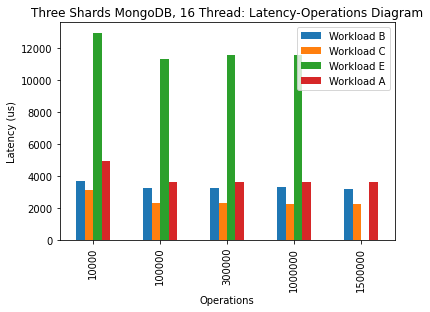 Three Shards MongoDB, 16 Thread: Latency-Operations Diagram
Workload B
Workload C
Workload E
Workload A
Latency (us)
12000
10000
8000
6000
4000
2000
0
10000
100000
300000
1000000
1500000
Operations